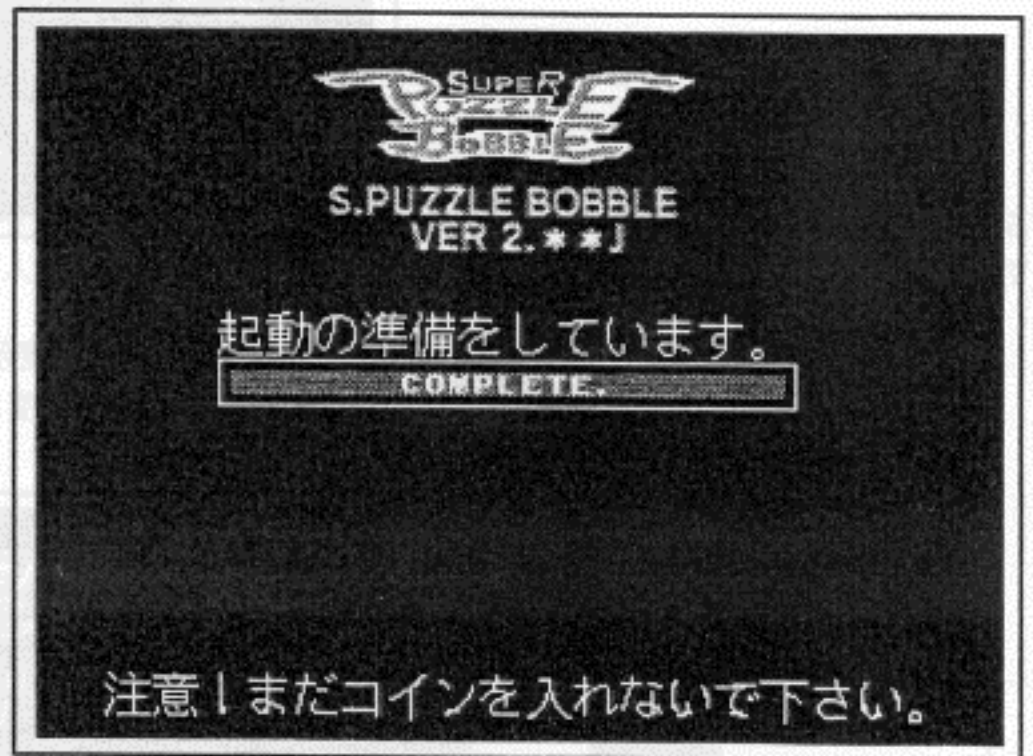 SUPER
PUZZLE
BOBBLE
S.PUZZLE BOBBLE
VER 2.**J
起動の準備をしています。
COMPLETE.
注意!まだコインを入れないで下さい。